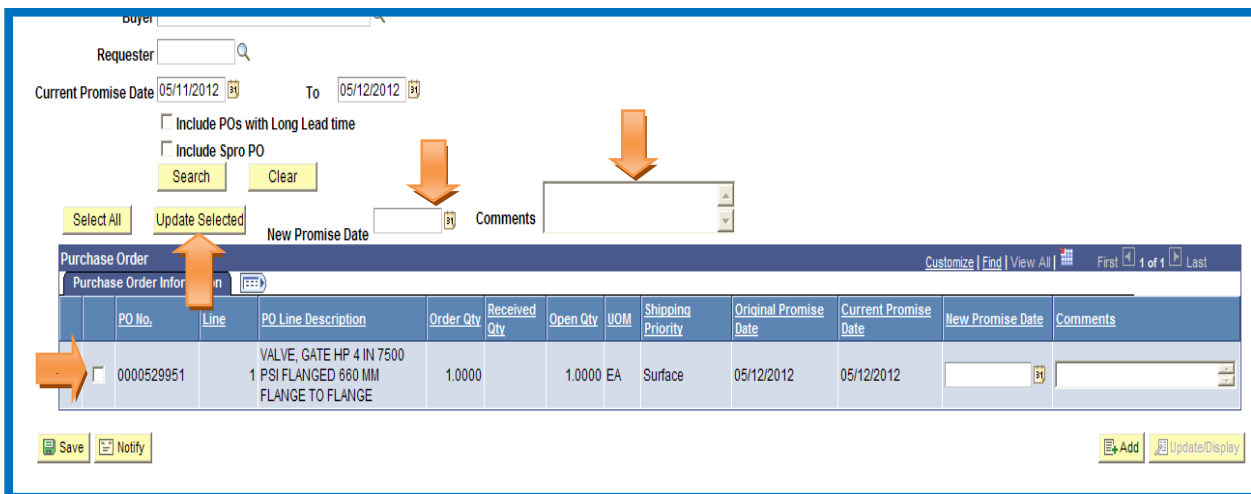 Buyer
Requester
Current Promise Date 05/11/2012 31 To 05/12/2012 31
Include POs with Long Lead time
Include Spro PO
Search Clear
Select All Update Selected New Promise Date 31 Comments
Purchase Order Customize | Find | View All | First 1 of 1 Last
Purchase Order Information
PO No. Line PO Line Description Order Qty Received Qty Open Qty UOM Shipping Priority Original Promise Date Current Promise Date New Promise Date Comments
0000529951 1 VALVE, GATE HP 4 IN 7500 PSI FLANGED 660 MM FLANGE TO FLANGE 1.0000 1.0000 EA Surface 05/12/2012 05/12/2012 31
Save Notify Add Update/Display